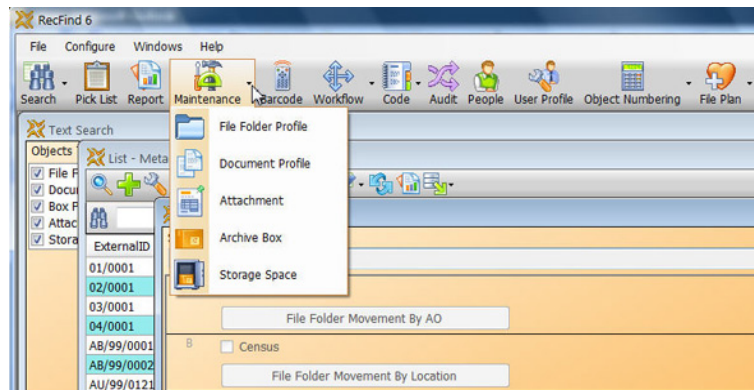 RecFind 6
File Configure Windows Help
Search Pick List Report Maintenance Barcode Workflow Code Audit People User Profile Object Numbering File Plan
Text Search
File Folder Profile
Objects
List - Meta
File F
Document Profile
Docu
Box F
Attachment
Attac
Stora
ExternalID
Archive Box
01/0001
02/0001
Storage Space
03/0001
04/0001
File Folder Movement By AO
AB/99/0001
B Census
AB/99/0002
File Folder Movement By Location
AU/99/0121